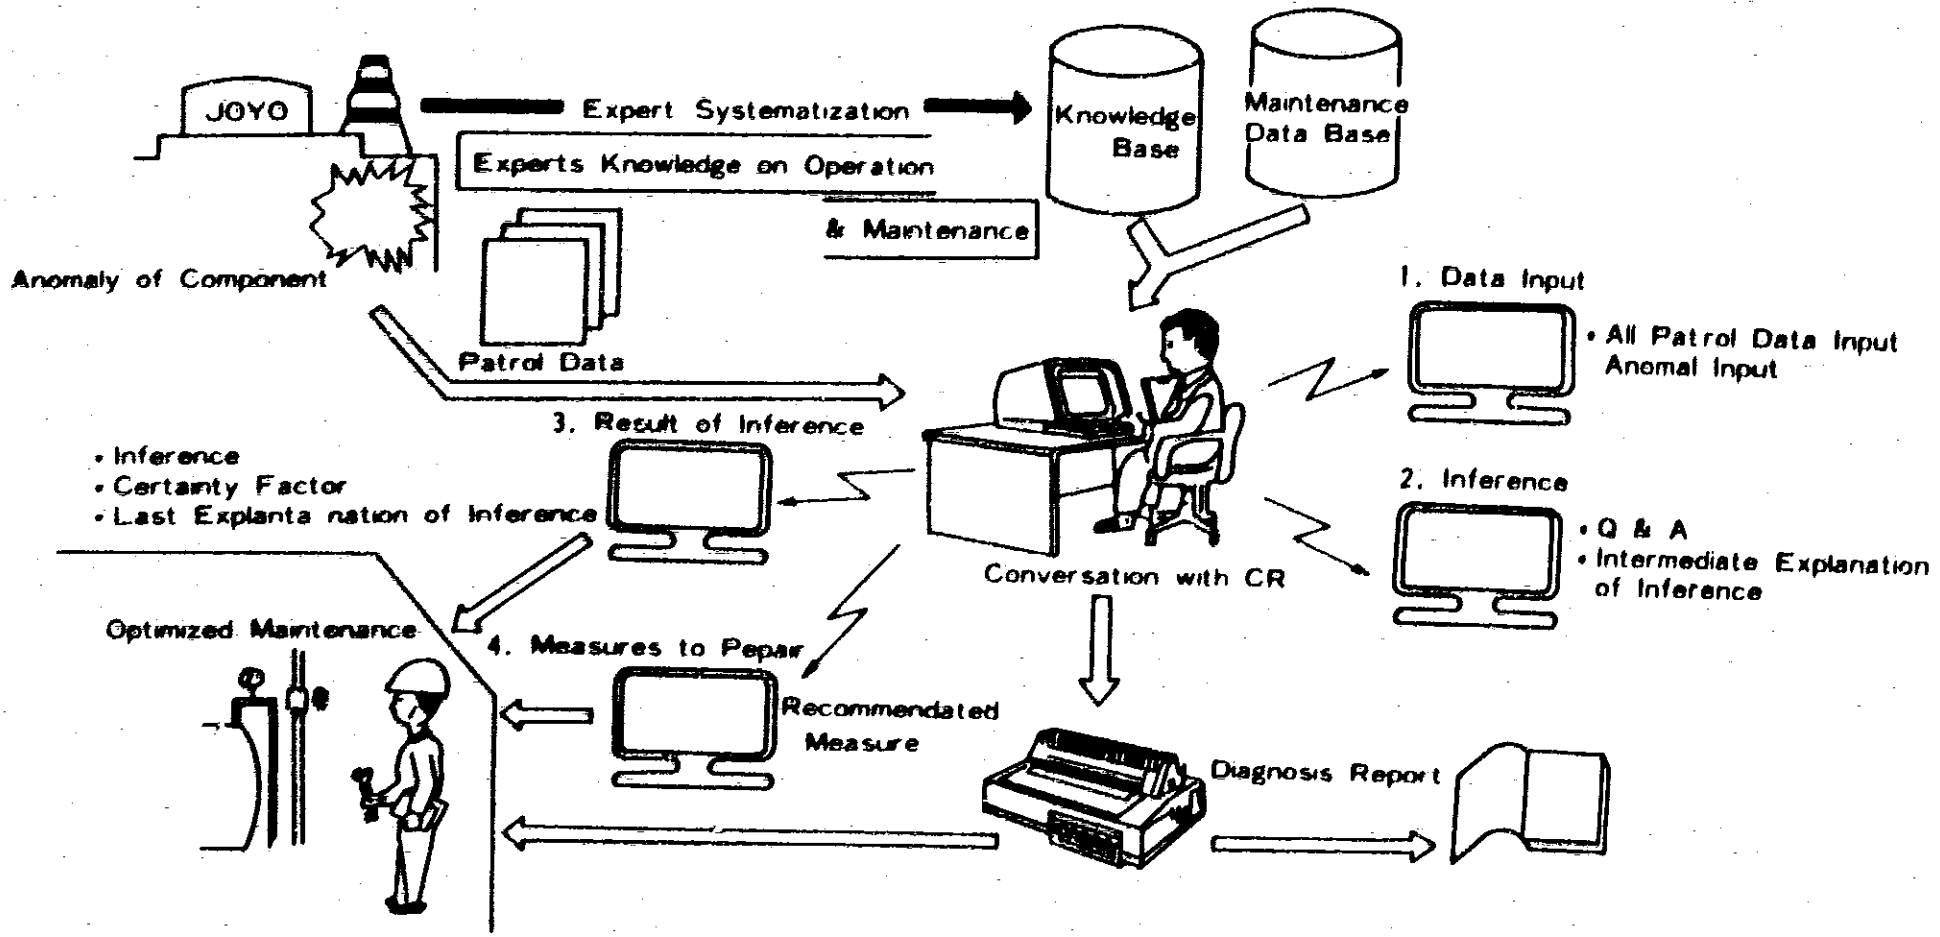 JOYO
Expert Systematization
Experts Knowledge on Operation
& Maintenance
Knowledge
Base
Maintenance
Data Base
Anomaly of Component
Patrol Data
1. Data Input
• All Patrol Data Input
Anomal Input
2. Inference
• Q & A
• Intermediate Explanation
of Inference
Conversation with CR
3. Result of Inference
• Inference
• Certainty Factor
• Last Explanta nation of Inference
Optimized Maintenance
4. Measures to Pepair
Recommendated
Measure
Diagnosis Report